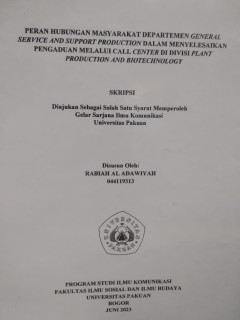 PERAN HUBUNGAN MASYARAKAT DEPARTEMEN GENERAL
SERVICE AND SUPPORT PRODUCTION DALAM MENYELESAIKAN
PENGADUAN MELALUI CALL CENTER DI DIVISI PLANT
PRODUCTION AND BIOTECHNOLOGY
SKRIPSI
Diajukan Sebagai Salah Satu Syarat Memperoleh
Gelar Sarjana Ilmu Komunikasi
Universitas Pakuan
Disusun Oleh:
RABIAH AL ADAWIYAH
044119313
UNIVERSITAS
PAKUAN
PROGRAM STUDI ILMU KOMUNIKASI
FAKULTAS ILMU SOSIAL DAN ILMU BUDAYA
UNIVERSITAS PAKUAN
BOGOR
JUNI 2023